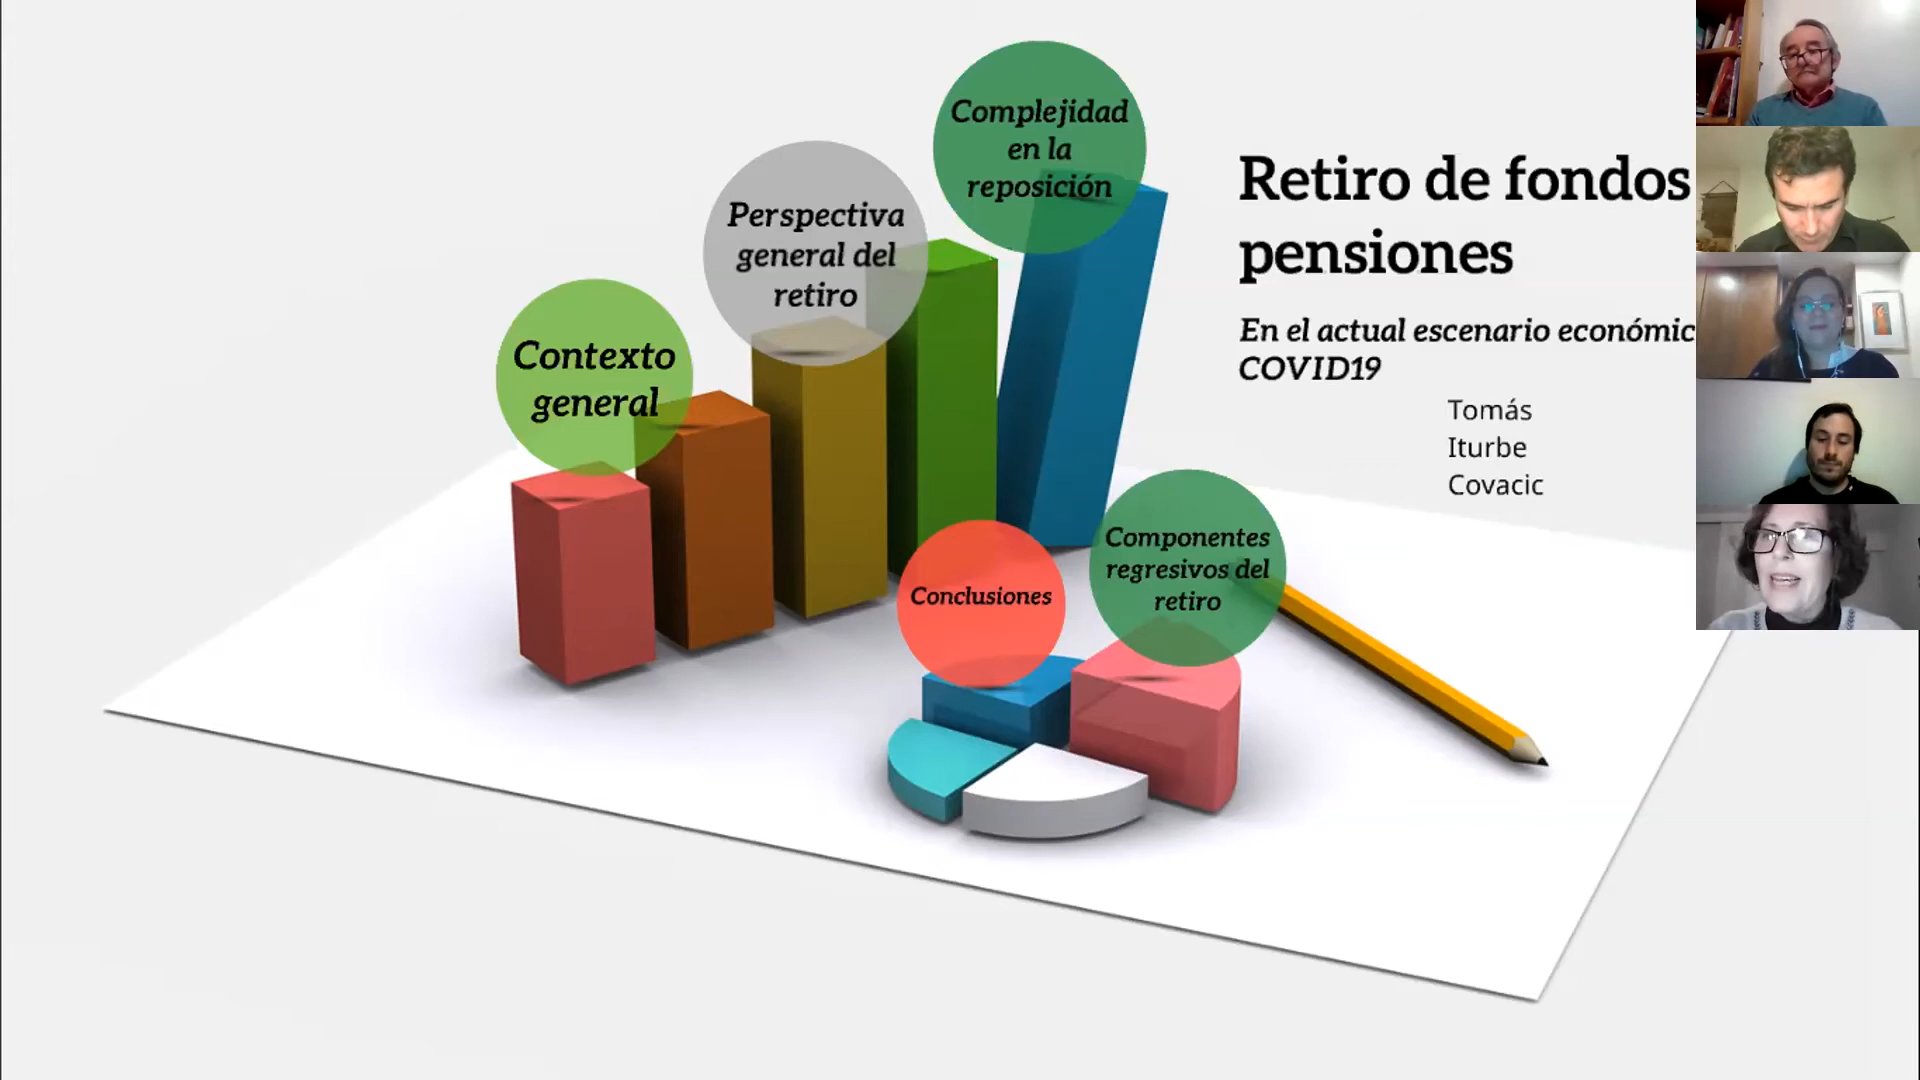 Retiro de fondos
pensiones
En el actual escenario económic
COVID19
Tomás
Iturbe
Covacic
Contexto
general
Perspectiva
general del
retiro
Complejidad
en la
reposición
Componentes
regresivos del
retiro
Conclusiones